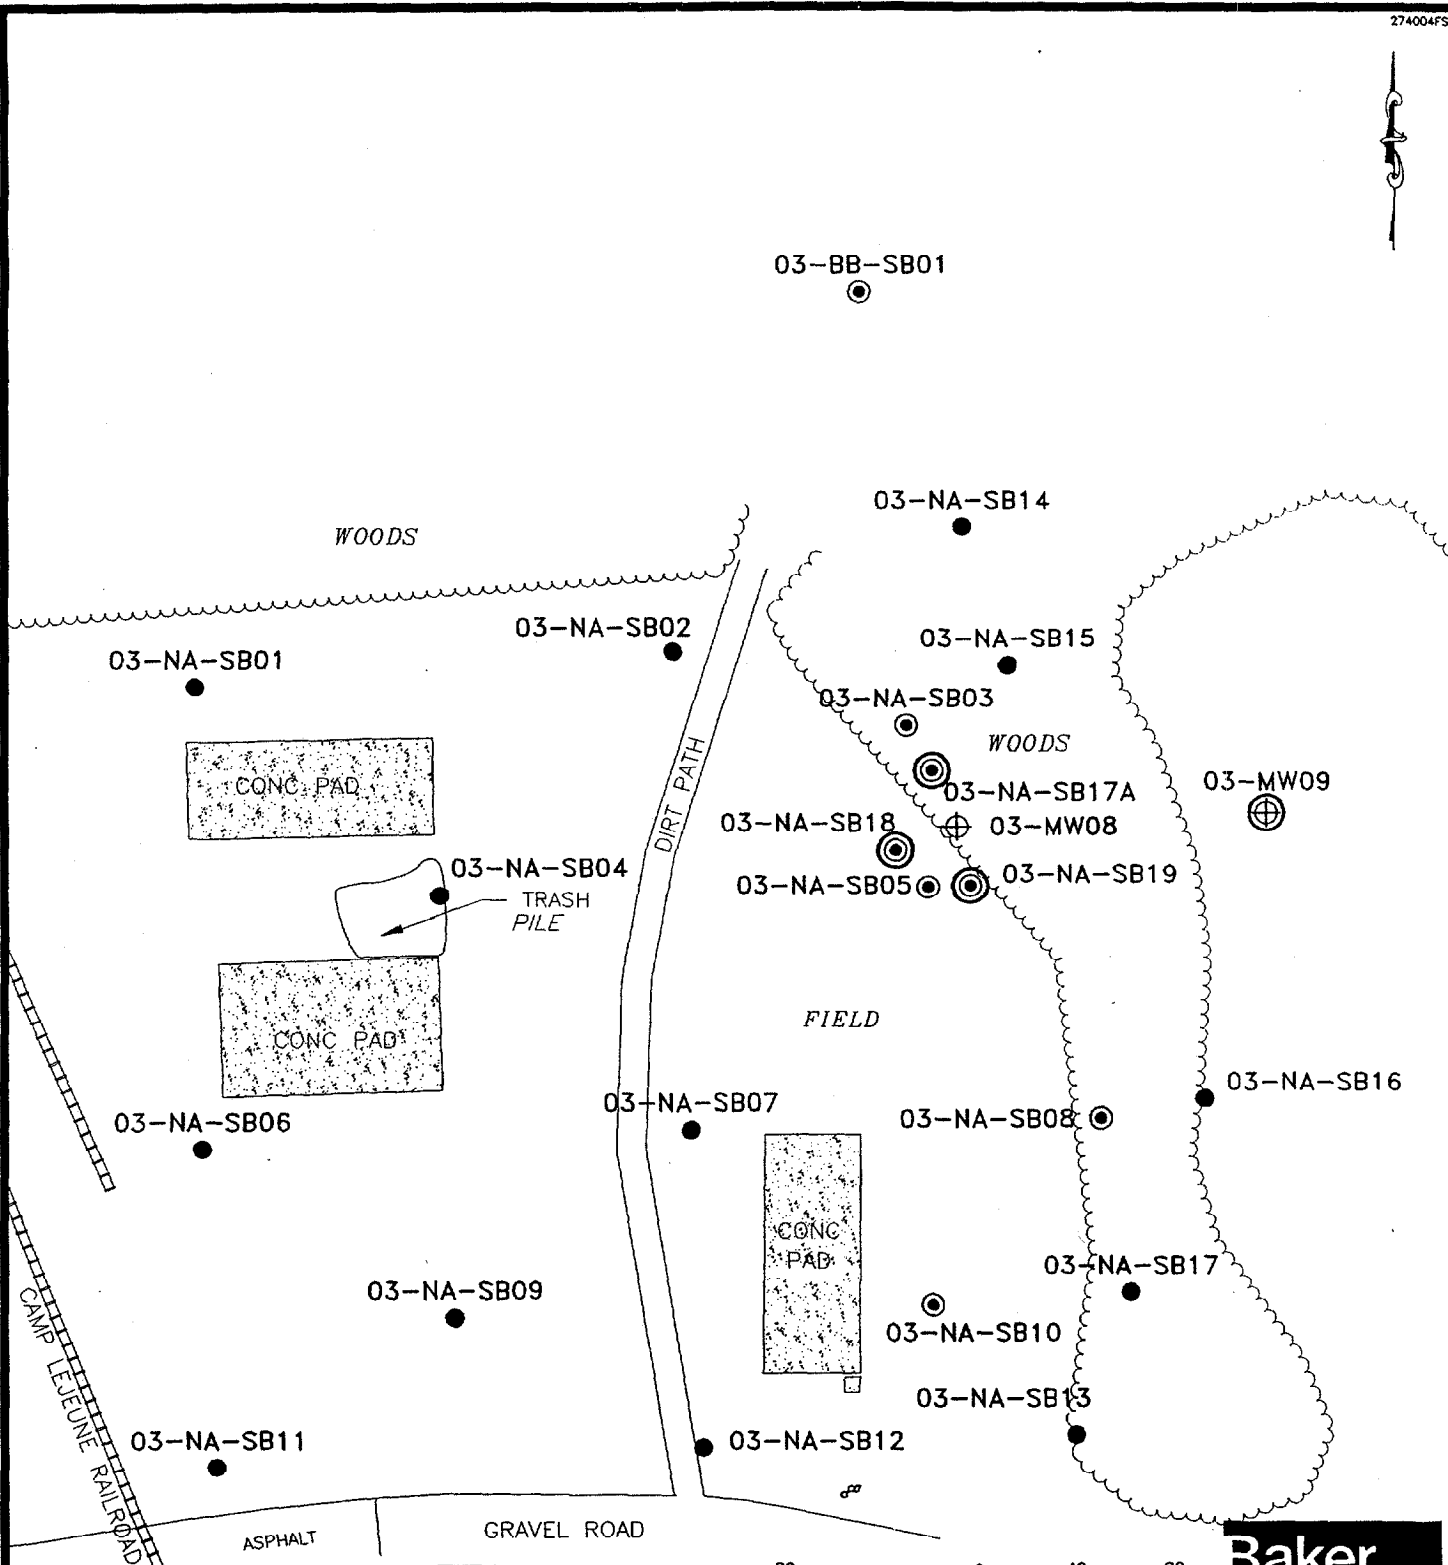 274004FS
03-BB-SB01
03-NA-SB14
WOODS
03-NA-SB02
03-NA-SB15
03-NA-SB01
03-NA-SB03
WOODS
DIRT PATH
CONC PAD
03-NA-SB17A
03-MW09
03-NA-SB18
03-MW08
03-NA-SB04
03-NA-SB05
03-NA-SB19
TRASH
PILE
FIELD
CONC PAD
03-NA-SB16
03-NA-SB07
03-NA-SB08
03-NA-SB06
CONC
PAD
03-NA-SB17
03-NA-SB09
03-NA-SB10
CAMP LEJEUNE RAILROAD
03-NA-SB13
03-NA-SB11
03-NA-SB12
ASPHALT
GRAVEL ROAD
Baker